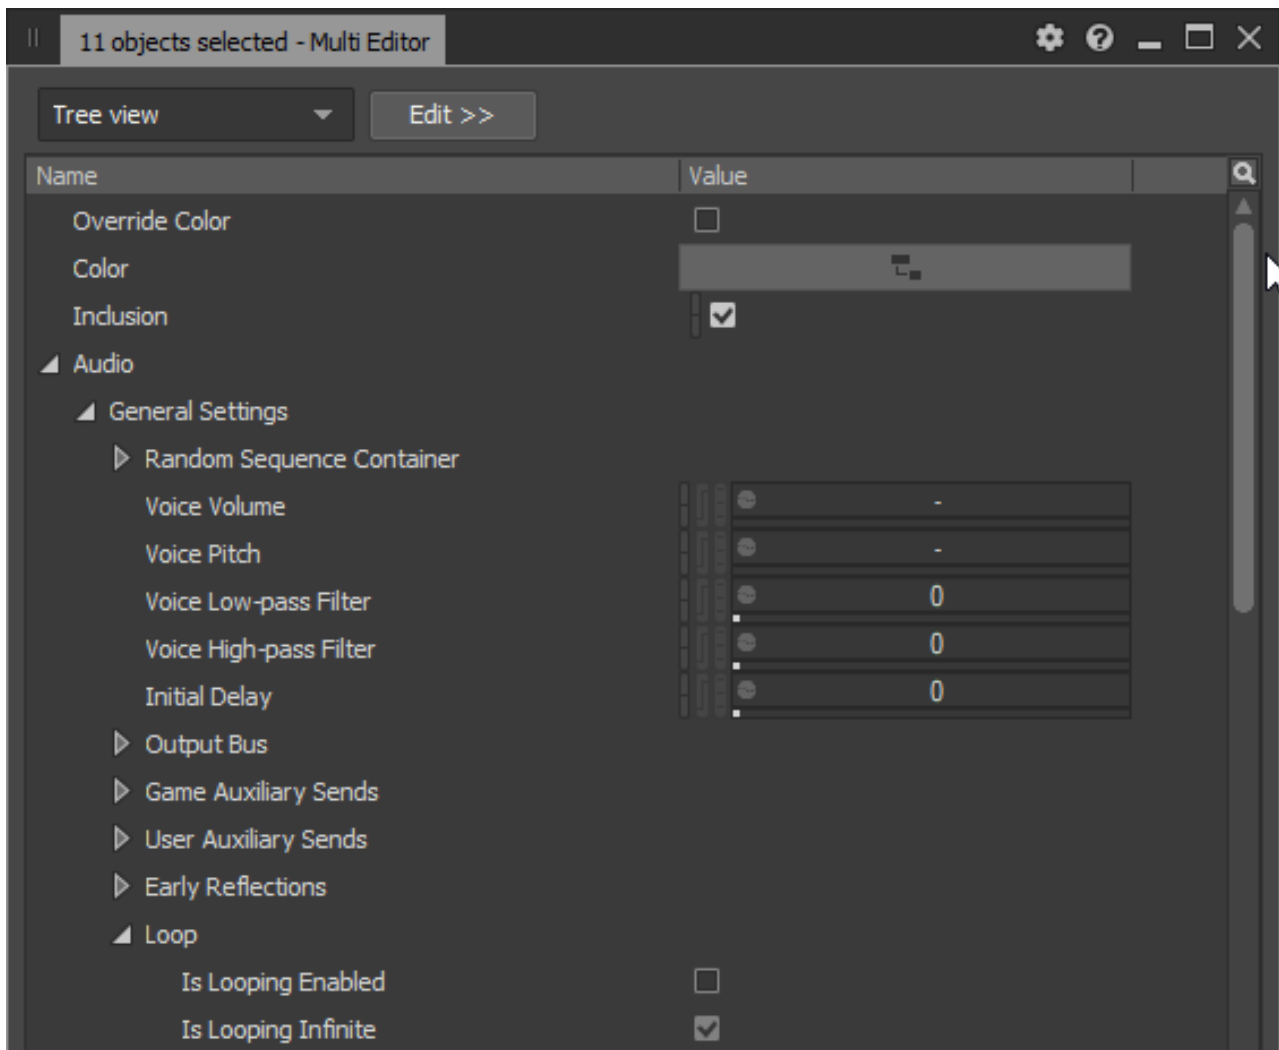 11 objects selected - Multi Editor
Tree view Edit >>
Name Value
Override Color
Color
Inclusion
Audio
General Settings
Random Sequence Container
Voice Volume -
Voice Pitch -
Voice Low-pass Filter 0
Voice High-pass Filter 0
Initial Delay 0
Output Bus
Game Auxiliary Sends
User Auxiliary Sends
Early Reflections
Loop
Is Looping Enabled
Is Looping Infinite